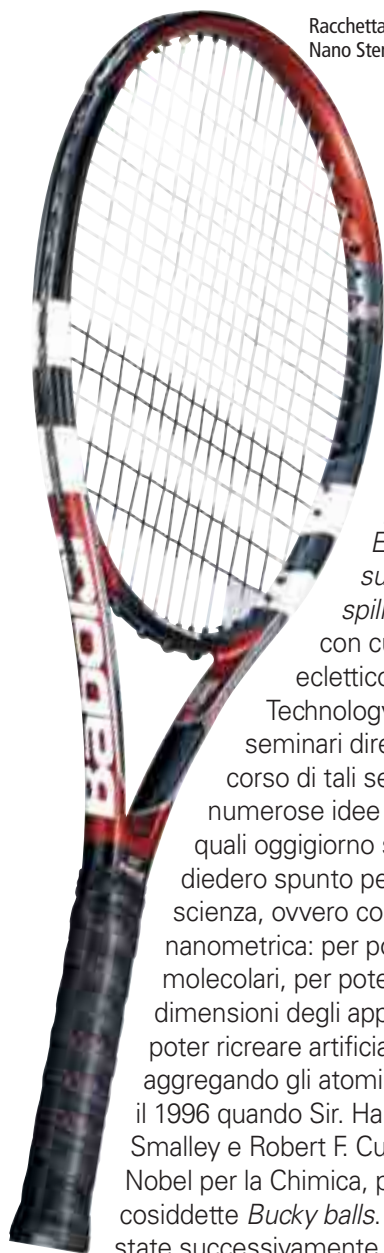 Racchetta
Nano
E
su
spill
con cu
eclettico
Technology
seminari dire
corso di tali se
numerose idee
quali oggigiorno s
diedero spunto pe
scienza, ovvero co
nanometrica: per po
molecolari, per pote
dimensioni degli app
poter ricreare artificia
aggregando gli atomi
il 1996 quando Sir. Ha
Smalley e Robert F. Cu
Nobel per la Chimica, p
cosiddette Bucky balls.
state successivamente
Babolat